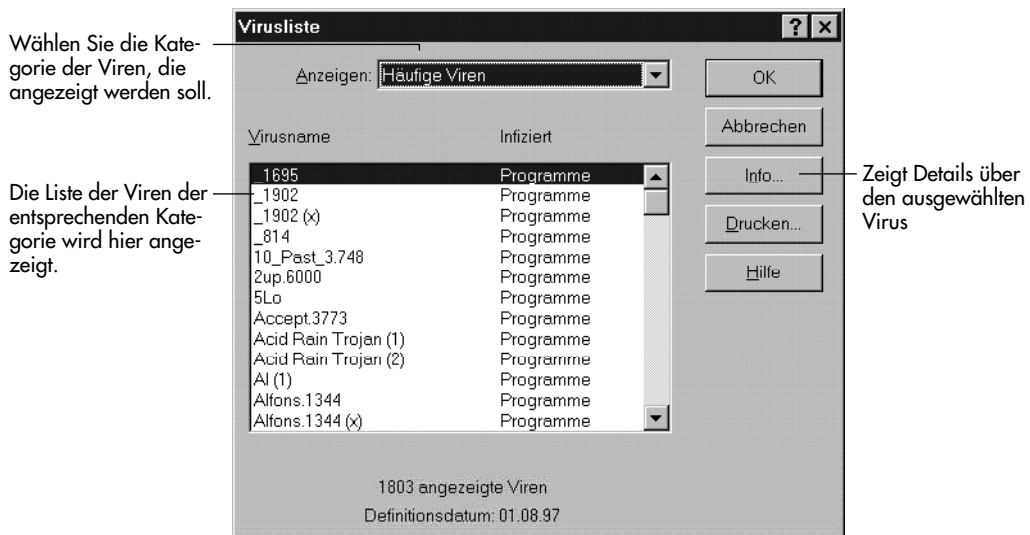 Virusliste
Wählen Sie die Kate-
gorie der Viren, die
angezeigt werden soll.
Anzeigen: Häufige Viren
OK
Abbrechen
Info...
Drucken...
Hilfe
Virusname Infiziert
_1695 Programme
_1902 Programme
_1902 (x) Programme
_814 Programme
10_Past_3.748 Programme
2up.6000 Programme
5Lo Programme
Accept.3773 Programme
Acid Rain Trojan (1) Programme
Acid Rain Trojan (2) Programme
AI (1) Programme
Alfons.1344 Programme
Alfons.1344 (x) Programme
Die Liste der Viren der
entsprechenden Kate-
gorie wird hier ange-
zeigt.
Zeigt Details über
den ausgewählten
Virus
1803 angezeigte Viren
Definitionsdatum: 01.08.97